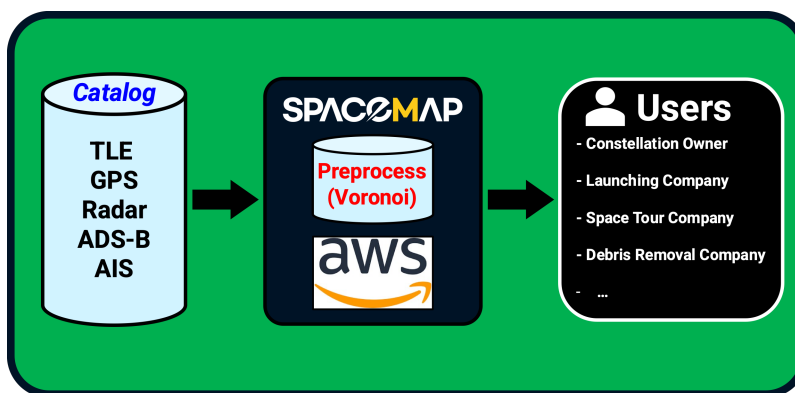 Catalog
TLE
GPS
Radar
ADS-B
AIS
SPACEMAP
Preprocess
(Voronoi)
aws
Users
- Constellation Owner
- Launching Company
- Space Tour Company
- Debris Removal Company
- ...